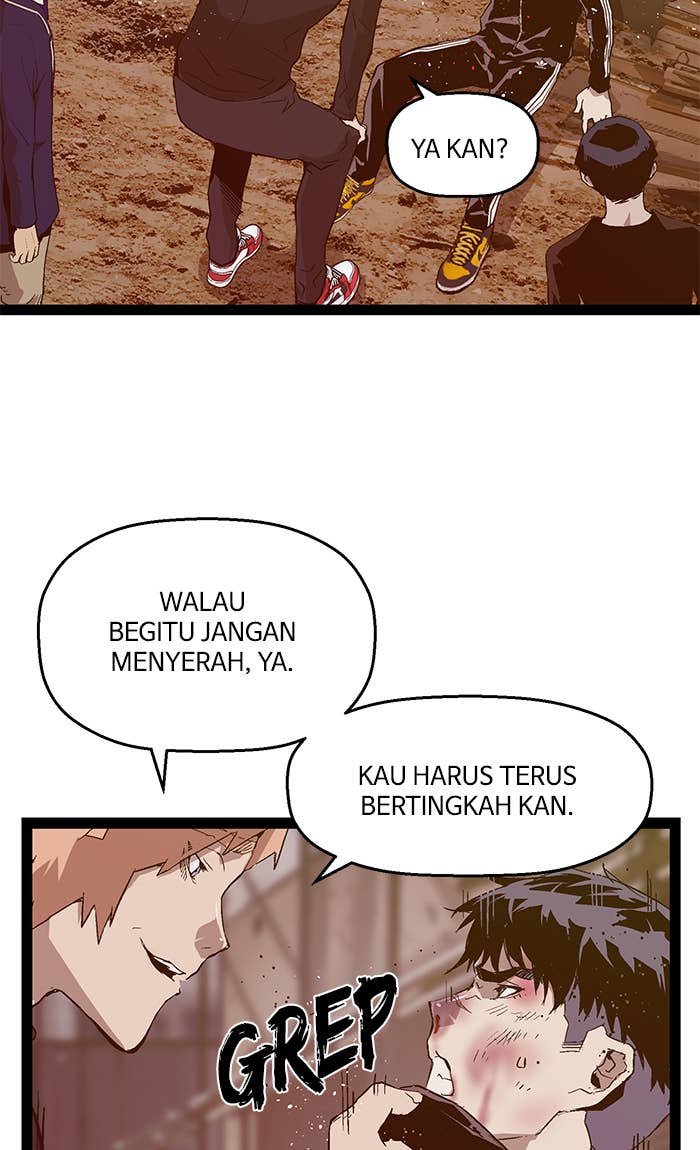 YA KAN?
WALAU
BEGITU JANGAN
MENYERAH, YA.
KAU HARUS TERUS
BERTINGKAH KAN.
GREP